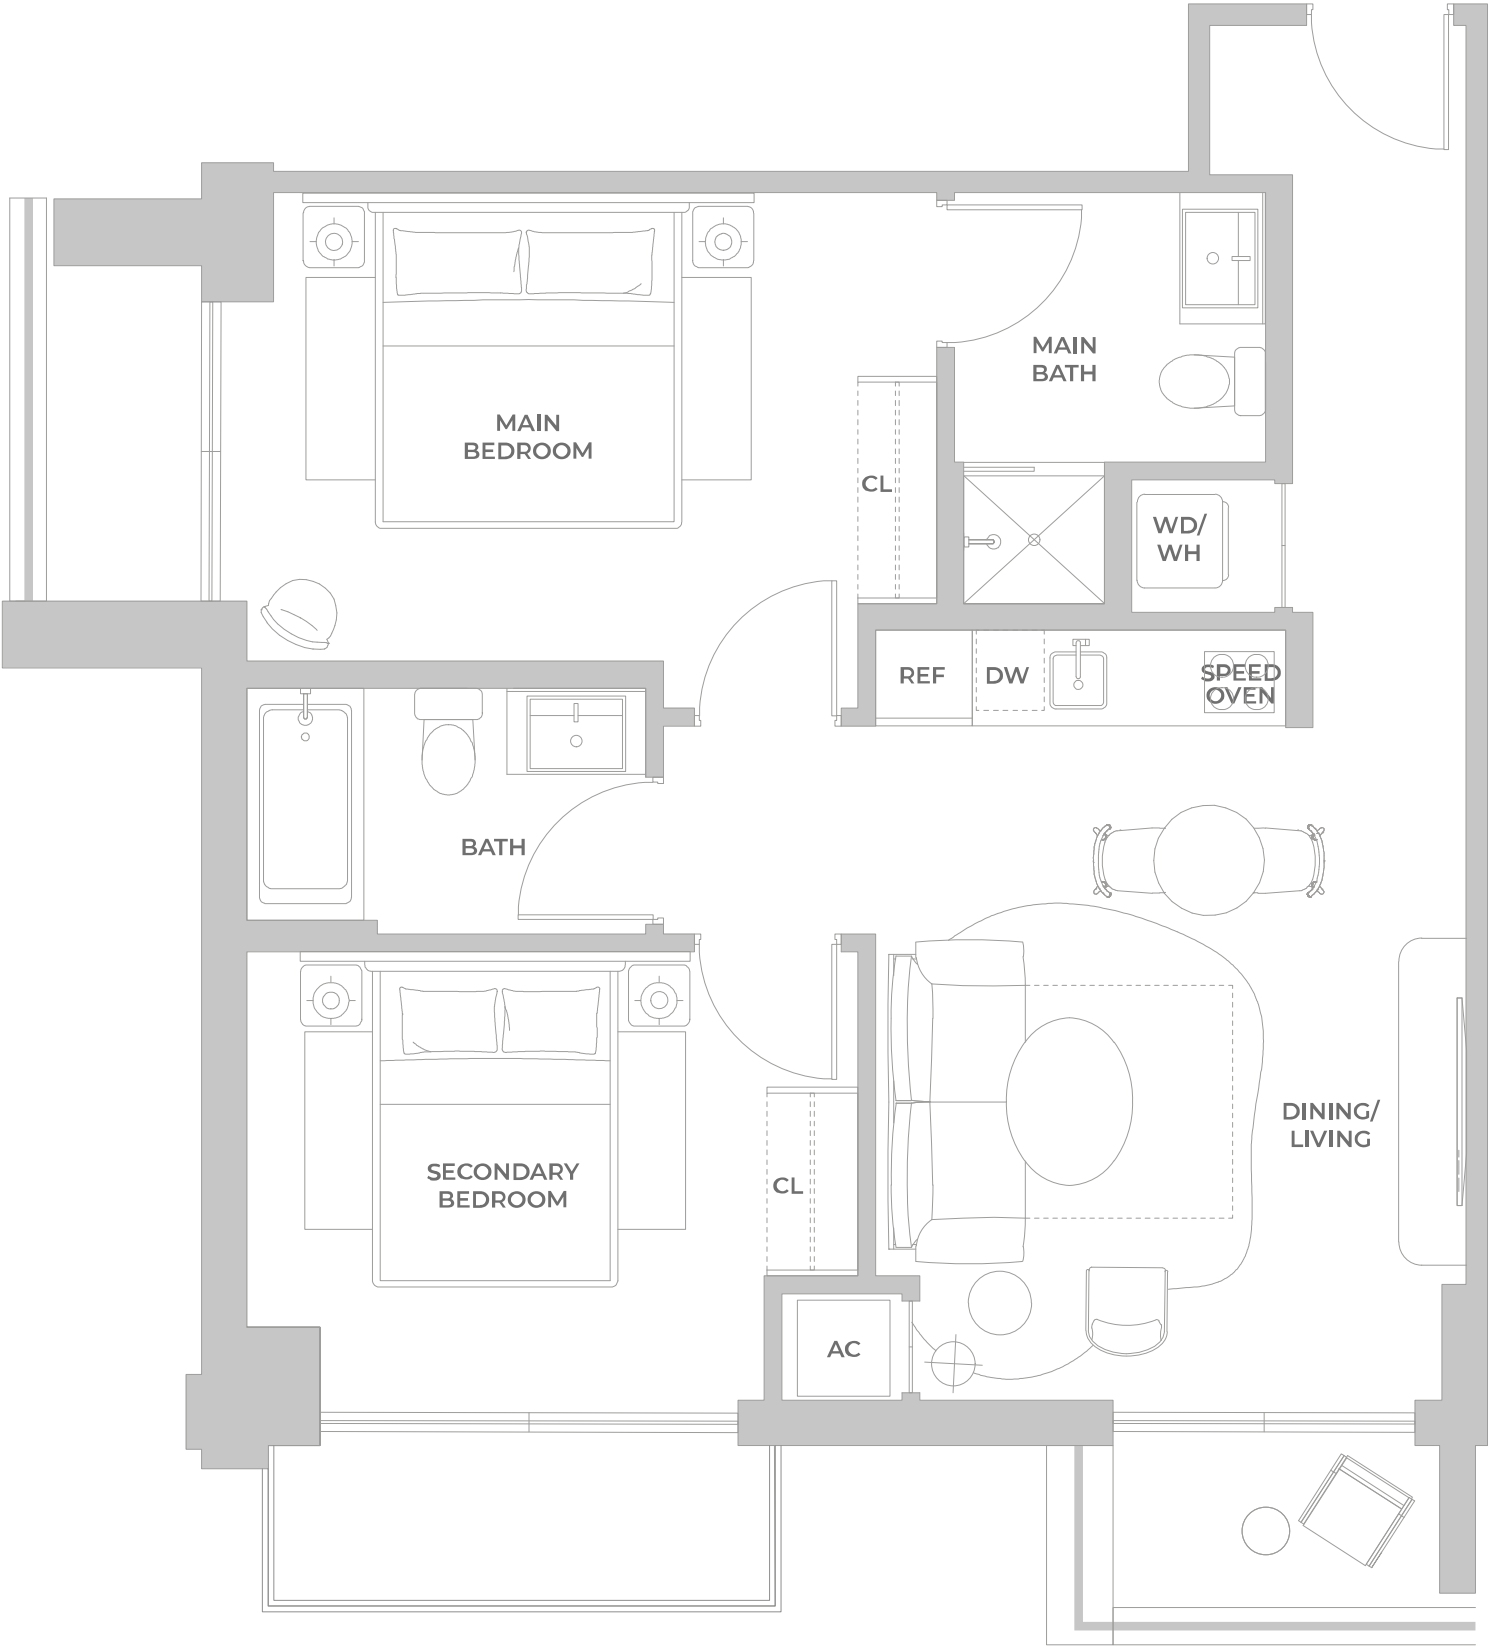 MAIN
BATH
MAIN
BEDROOM
CL
WD/
WH
REF
DW
SPEED
OVEN
BATH
DINING/
LIVING
SECONDARY
BEDROOM
CL
AC